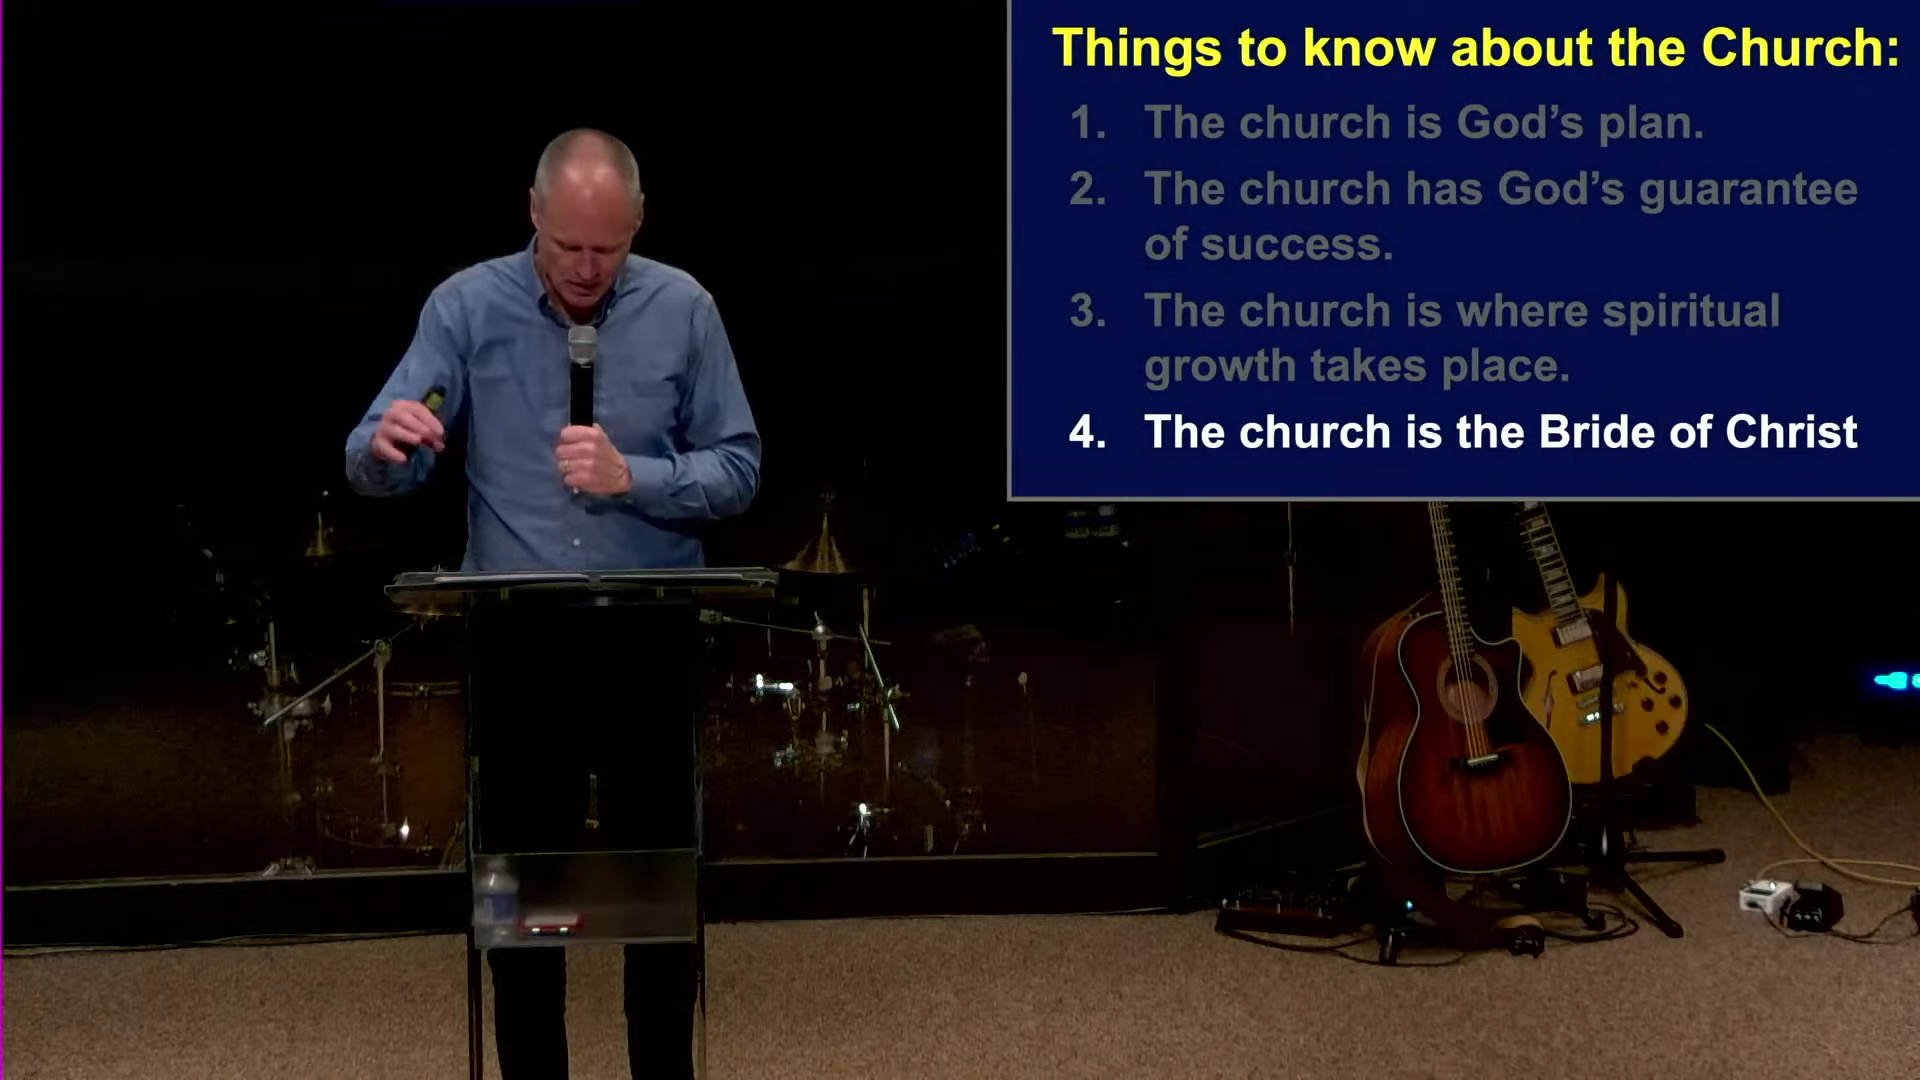 Things to know about the Church:
1. The church is God’s plan.
2. The church has God’s guarantee
of success.
3. The church is where spiritual
growth takes place.
4. The church is the Bride of Christ